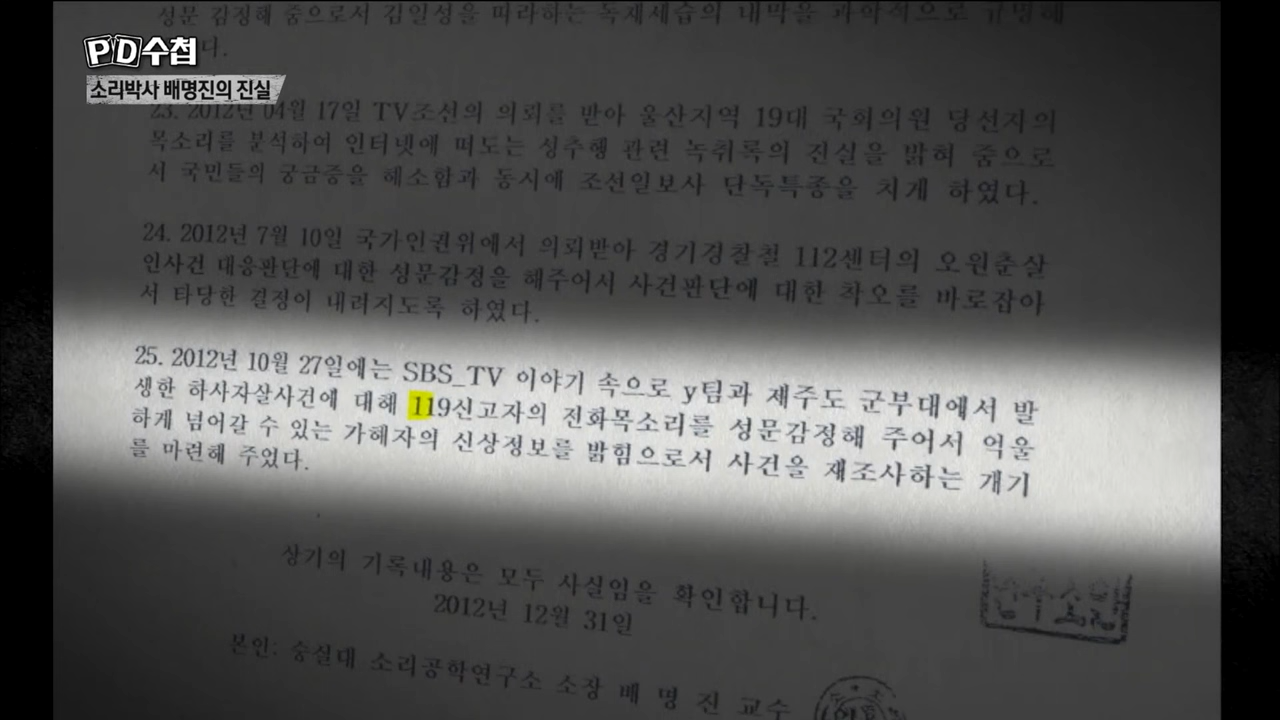 PD수첩
소리박사 배명진의 진실
성문 감정해 줌으로서 김일성을 따라하는 독재세습의 내막을 과학적으로 규명해
다.
23. 2012년 04월 17일 TV조선의 의뢰를 받아 울산지역 19대 국회의원 당선자의
목소리를 분석하여 인터넷에 떠도는 성추행 관련 녹취록의 진실을 밝혀 줌으로
서 국민들의 궁금증을 해소함과 동시에 조선일보사 단독특종을 치게 하였다.
24. 2012년 7월 10일 국가인권위에서 의뢰받아 경기경찰철 112센터의 오원춘살
인사건 대응판단에 대한 성문감정을 해주어서 사건판단에 대한 착오를 바로잡아
서 타당한 결정이 내려지도록 하였다.
25. 2012년 10월 27일에는 SBS_TV 이야기 속으로 y팀과 제주도 군부대에서 발
생한 하사자살사건에 대해 119신고자의 전화목소리를 성문감정해 주어서 억울
하게 넘어갈 수 있는 가해자의 신상정보를 밝힘으로서 사건을 재조사하는 개기
를 마련해 주었다.
상기의 기록내용은 모두 사실임을 확인합니다.
2012년 12월 31일
본인: 숭실대 소리공학연구소 소장 배 명 진 교수